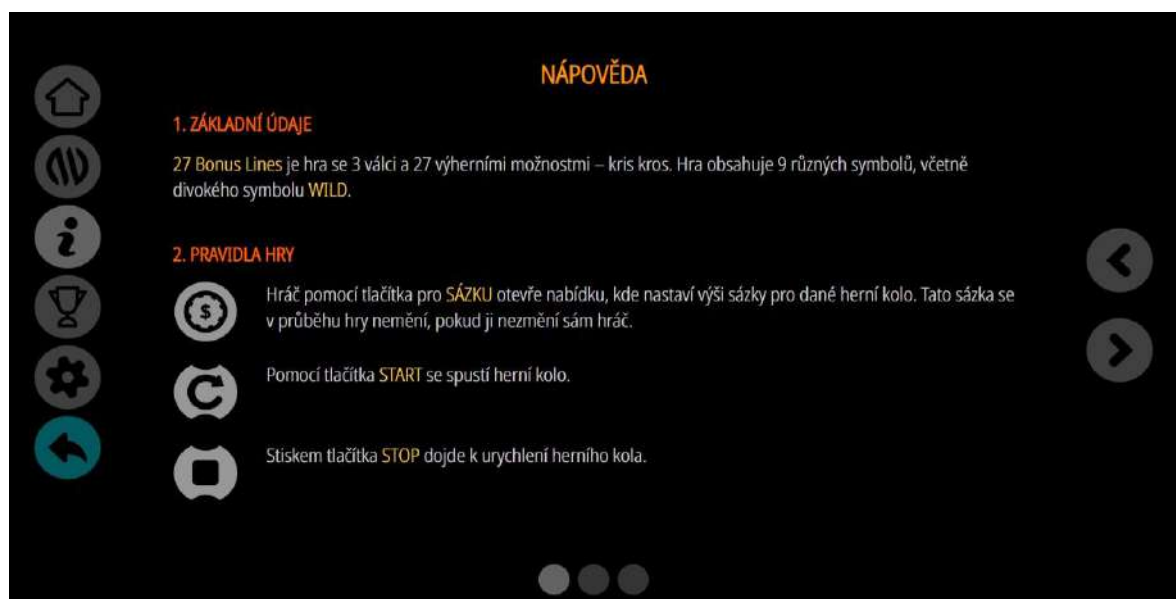 NÁPOVĚDA
1. ZÁKLADNÍ ÚDAJE
27 Bonus Lines je hra se 3 válci a 27 výherními možnostmi – kris kros. Hra obsahuje 9 různých symbolů, včetně
divokého symbolu WILD.
2. PRAVIDLA HRY
Hráč pomocí tlačítka pro SÁZKU otevře nabídku, kde nastaví výši sázky pro dané herní kolo. Tato sázka se
v průběhu hry nemění, pokud ji nezmění sám hráč.
Pomocí tlačítka START se spustí herní kolo.
Stiskem tlačítka STOP dojde k urychlení herního kola.